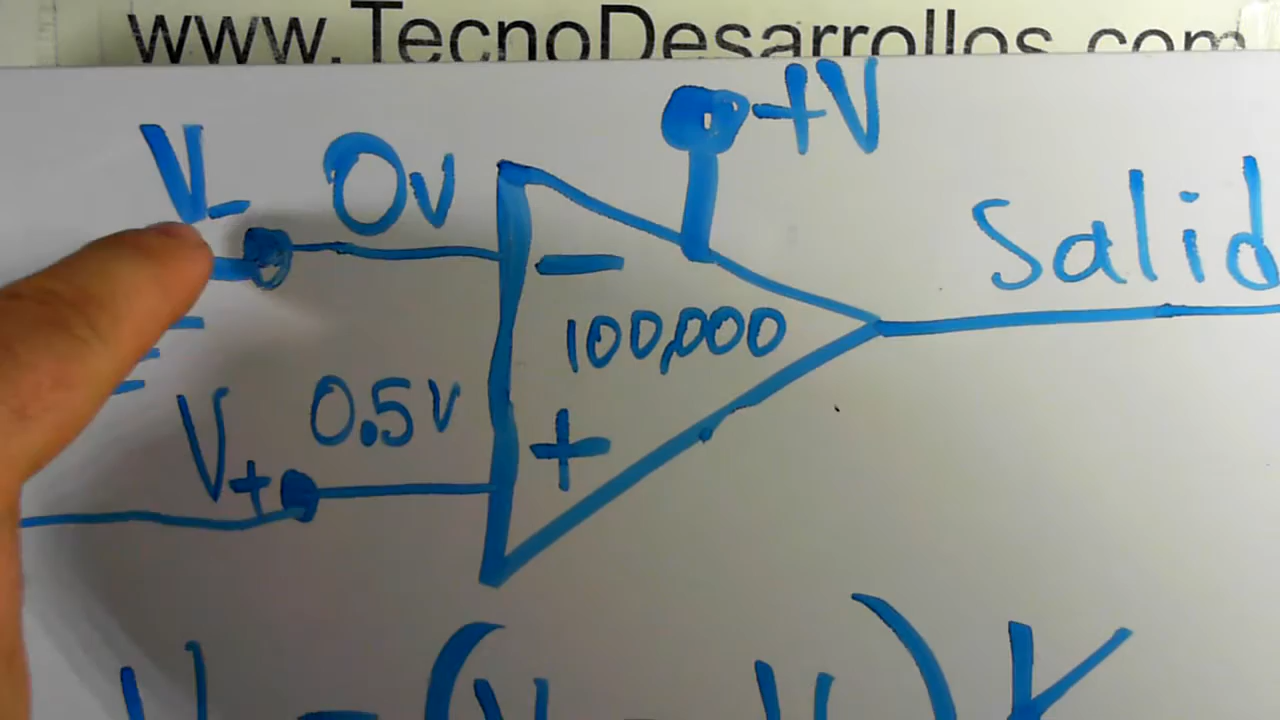 www.TecnoDesarrollos.com
+V
V- 0v
Salid
-
100,000
0.5v
+
V+
V = (V - V) K